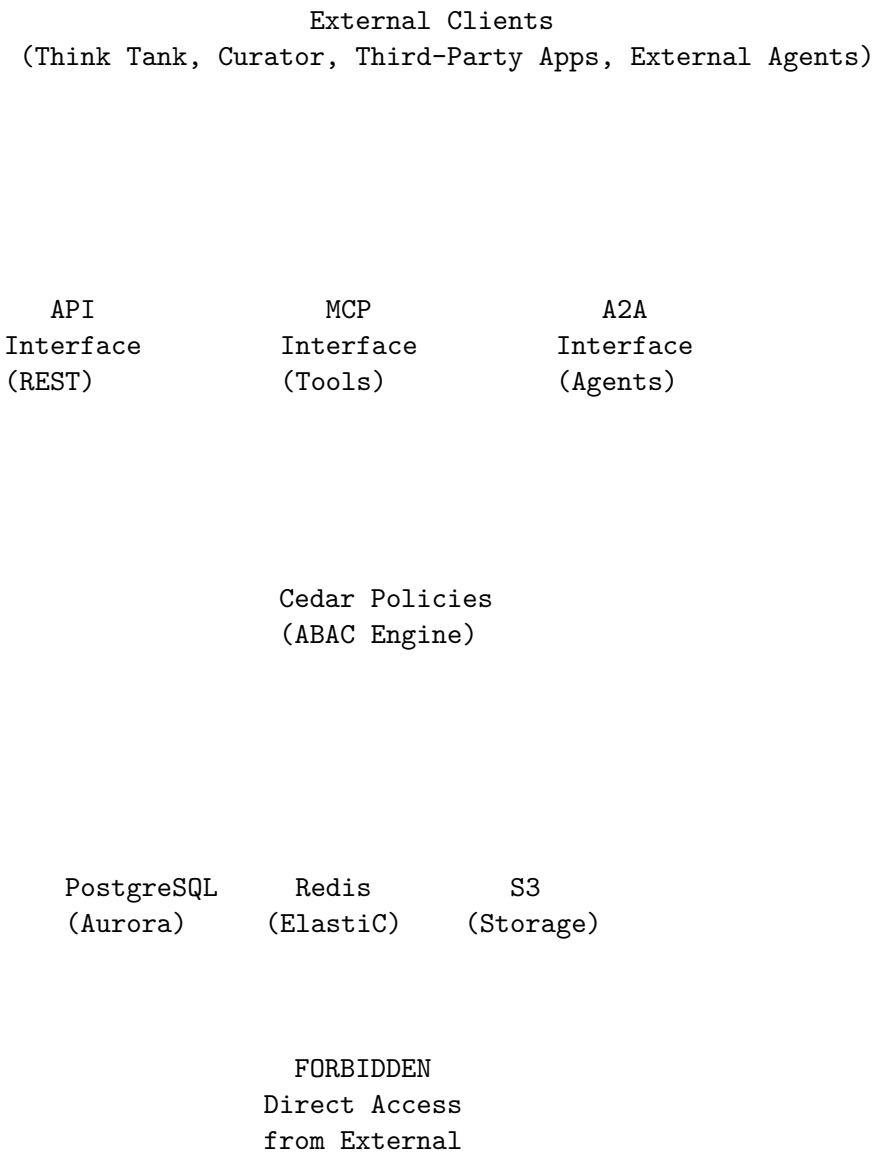 External Clients
(Think Tank, Curator, Third-Party Apps, External Agents)
API MCP A2A
Interface Interface Interface
(REST) (Tools) (Agents)
Cedar Policies
(ABAC Engine)
PostgreSQL Redis S3
(Aurora) (ElastiC) (Storage)
FORBIDDEN
Direct Access
from External